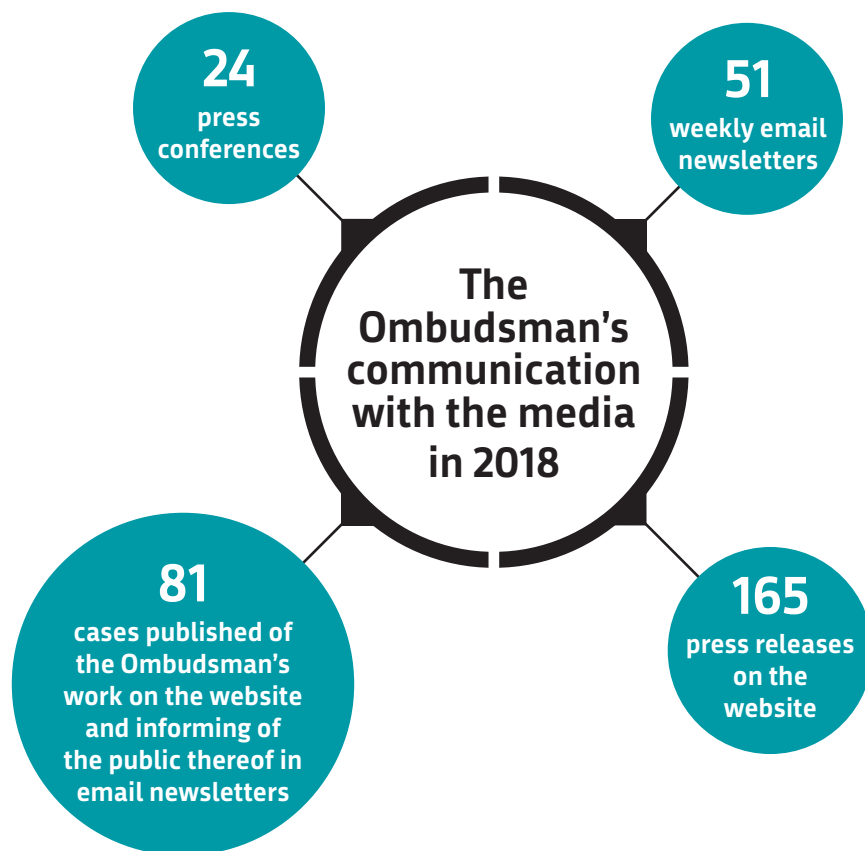 24
press
conferences
51
weekly email
newsletters
The
Ombudsman’s
communication
with the media
in 2018
81
cases published of
the Ombudsman’s
work on the website
and informing of
the public thereof in
email newsletters
165
press releases
on the
website